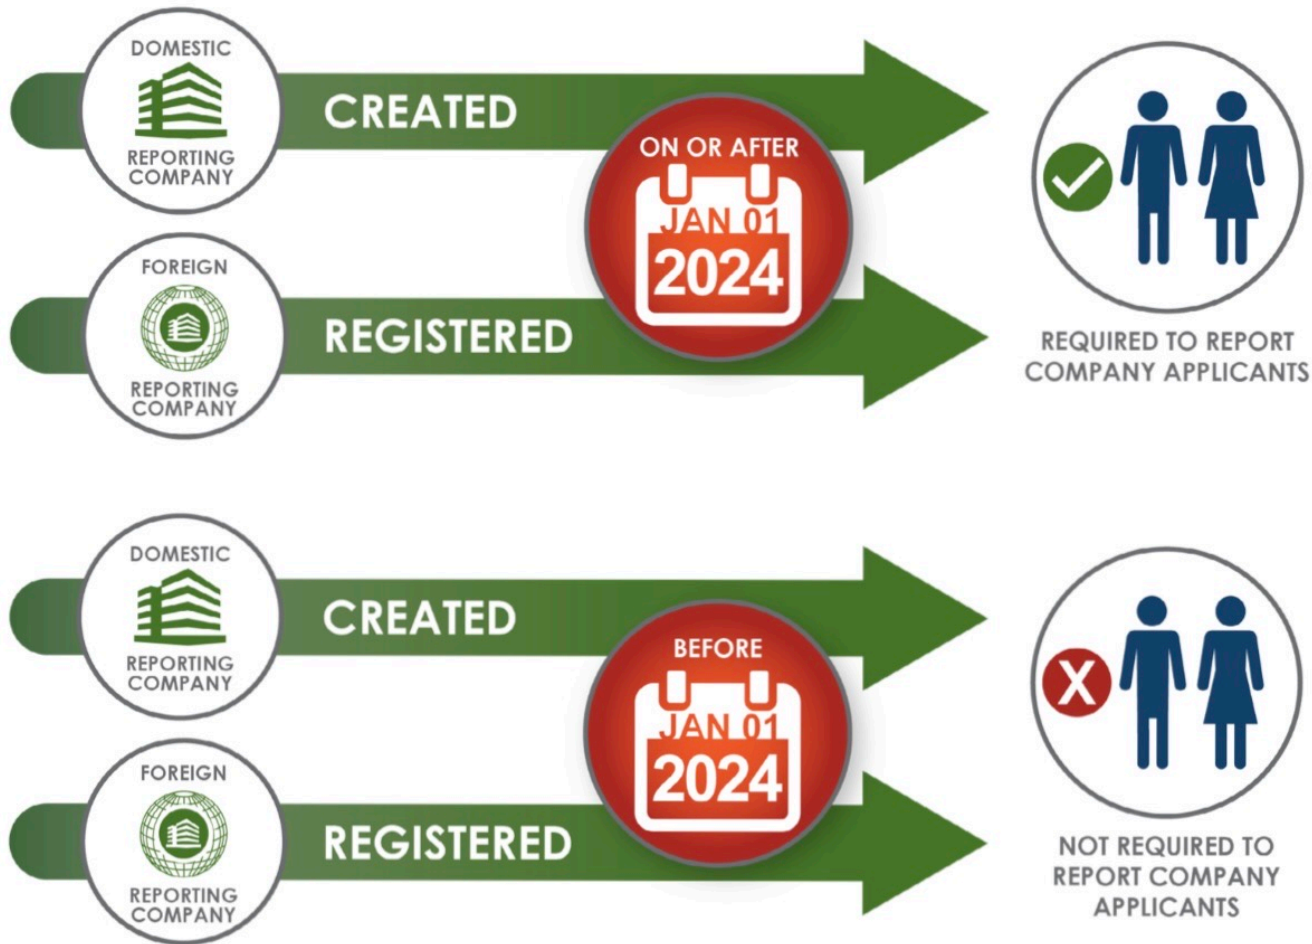 DOMESTIC
REPORTING
COMPANY
CREATED
FOREIGN
REPORTING
COMPANY
REGISTERED
ON OR AFTER
JAN 01
2024
REQUIRED TO REPORT
COMPANY APPLICANTS
DOMESTIC
REPORTING
COMPANY
CREATED
FOREIGN
REPORTING
COMPANY
REGISTERED
BEFORE
JAN 01
2024
X
NOT REQUIRED TO
REPORT COMPANY
APPLICANTS